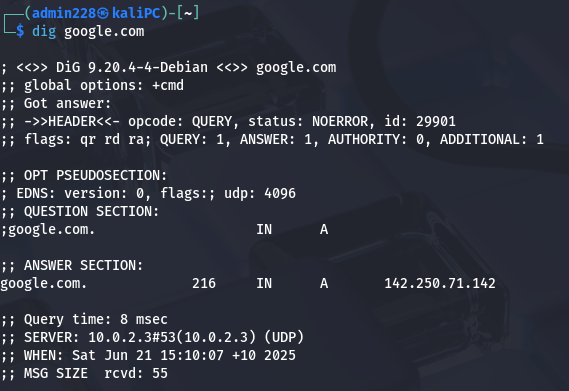 ┌──(admin228㉿kaliPC)-[~]
└─$ dig google.com

; <<>> DiG 9.20.4-4-Debian <<>> google.com
;; global options: +cmd
;; Got answer:
;; ->>HEADER<<- opcode: QUERY, status: NOERROR, id: 29901
;; flags: qr rd ra; QUERY: 1, ANSWER: 1, AUTHORITY: 0, ADDITIONAL: 1

;; OPT PSEUDOSECTION:
; EDNS: version: 0, flags:; udp: 4096
;; QUESTION SECTION:
;google.com.                    IN      A

;; ANSWER SECTION:
google.com.             216     IN      A       142.250.71.142

;; Query time: 8 msec
;; SERVER: 10.0.2.3#53(10.0.2.3) (UDP)
;; WHEN: Sat Jun 21 15:10:07 +10 2025
;; MSG SIZE  rcvd: 55